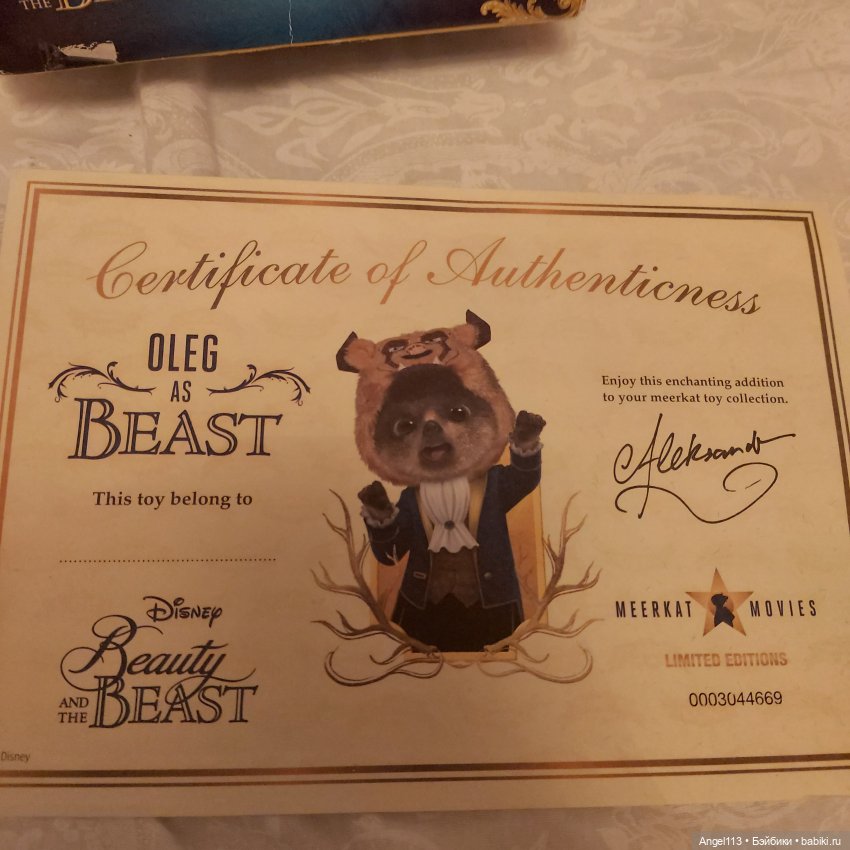 THE
Certificate of Authenticness
OLEG
AS
BEAST
This toy belong to
Enjoy this enchanting addition
to your meerkat toy collection.
Aleksandr
Disney
Beauty
AND THE BEAST
MEERKAT MOVIES
LIMITED EDITIONS
0003044669
Disney
Angel113 • Бэйбики • babiki.ru